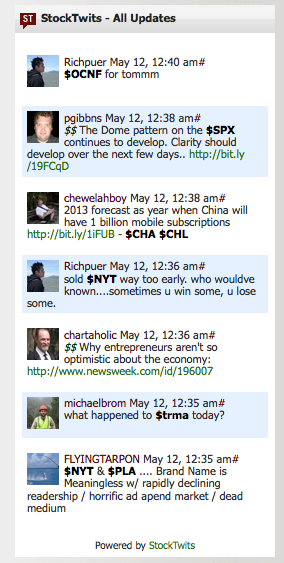 ST StockTwits - All Updates
Richpuer May 12, 12:40 am#
$OCNF for tommm
pgibbns May 12, 12:38 am#
$$ The Dome pattern on the $SPX
continues to develop. Clarity should
develop over the next few days.. http://bit.ly
/19FCqD
chewelahboy May 12, 12:38 am#
2013 forecast as year when China will
have 1 billion mobile subscriptions
http://bit.ly/1iFUB - $CHA $CHL
Richpuer May 12, 12:36 am#
sold $NYT way too early. who wouldve
known....sometimes u win some, u lose
some.
chartaholic May 12, 12:36 am#
$$ Why entrepreneurs aren't so
optimistic about the economy:
http://www.newsweek.com/id/196007
michaelbrom May 12, 12:35 am#
what happened to $trma today?
FLYINGTARPON May 12, 12:35 am#
$NYT & $PLA .... Brand Name is
Meaningless w/ rapidly declining
readership / horrific ad apend market / dead
medium
Powered by StockTwits